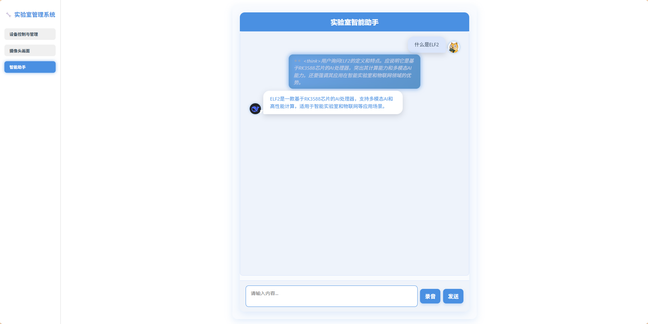 实验室管理系统
设备控制与管理
摄像头画面
智能助手
实验室智能助手
什么是ELF2
<think>用户询问ELF2的定义和特点。应说明它是基
于RK3588芯片的AI处理器，突出其计算能力和多模态AI
能力。还要强调其应用在智能实验室和物联网领域的优
势。
ELF2是一款基于RK3588芯片的AI处理器，支持多模态AI和
高性能计算，适用于智能实验室和物联网等应用场景。
请输入内容...
录音
发送